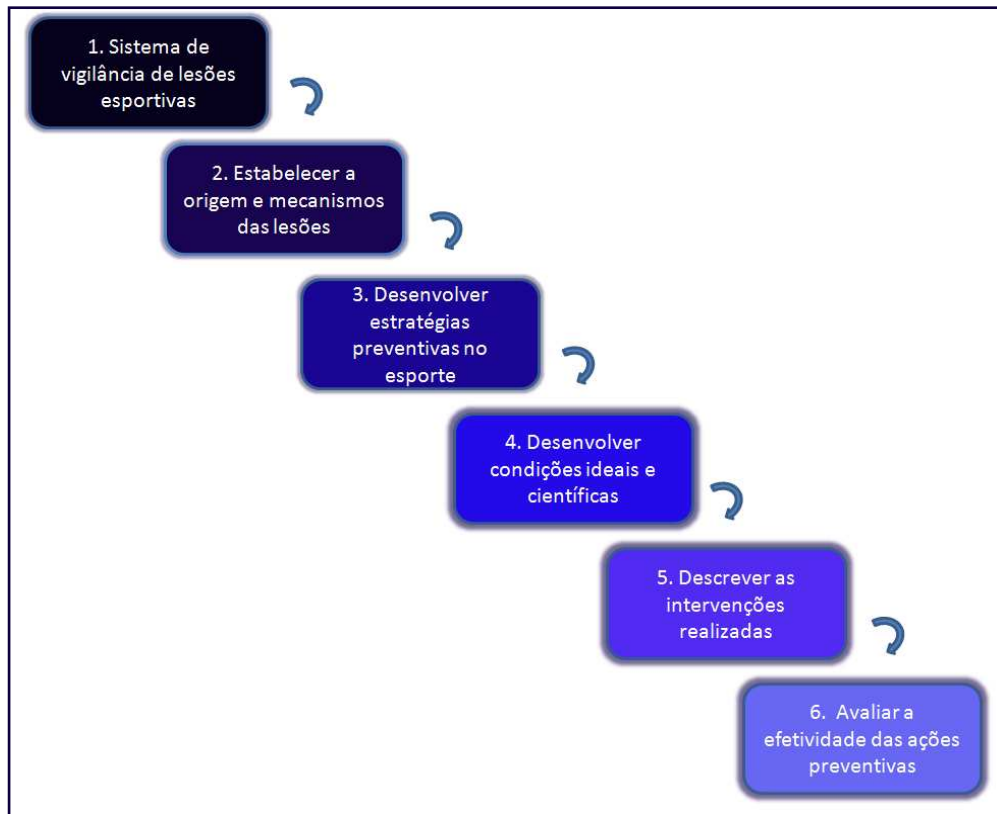 1. Sistema de
vigilância de lesões
esportivas
2. Estabelecer a
origem e mecanismos
das lesões
3. Desenvolver
estratégias
preventivas no
esporte
4. Desenvolver
condições ideais e
científicas
5. Descrever as
intervenções
realizadas
6. Avaliar a
efetividade das ações
preventivas